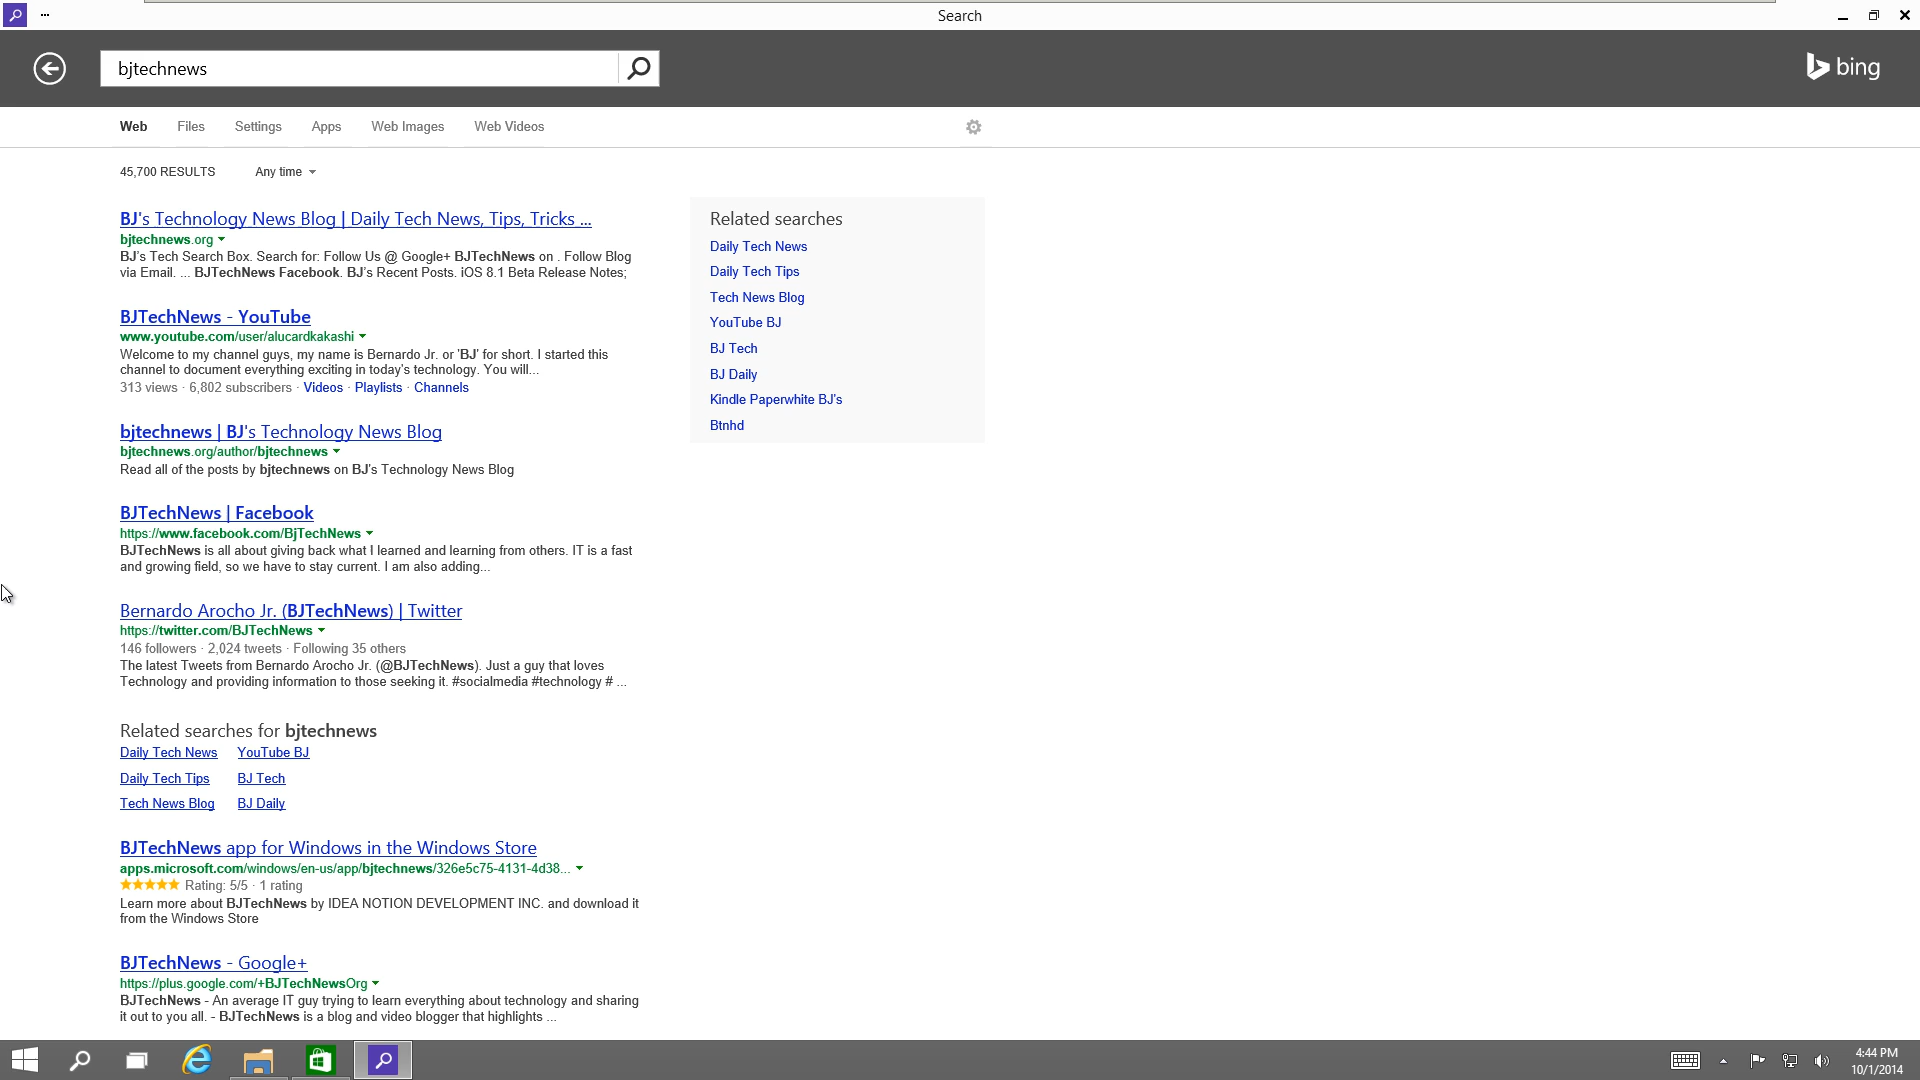 Search
bjtechnews
bing
Web Files Settings Apps Web Images Web Videos
45,700 RESULTS Any time
BJ's Technology News Blog | Daily Tech News, Tips, Tricks ...
bjtechnews.org
BJ's Tech Search Box. Search for: Follow Us @ Google+ BJTechNews on . Follow Blog
via Email. ... BJTechNews Facebook. BJ's Recent Posts. iOS 8.1 Beta Release Notes;
BJTechNews - YouTube
www.youtube.com/user/alucardkakashi
Welcome to my channel guys, my name is Bernardo Jr. or 'BJ' for short. I started this
channel to document everything exciting in today's technology. You will...
313 views · 6,802 subscribers · Videos · Playlists · Channels
bjtechnews | BJ's Technology News Blog
bjtechnews.org/author/bjtechnews
Read all of the posts by bjtechnews on BJ's Technology News Blog
BJTechNews | Facebook
https://www.facebook.com/BjTechNews
BJTechNews is all about giving back what I learned and learning from others. IT is a fast
and growing field, so we have to stay current. I am also adding...
Bernardo Arocho Jr. (BJTechNews) | Twitter
https://twitter.com/BJTechNews
146 followers · 2,024 tweets · Following 35 others
The latest Tweets from Bernardo Arocho Jr. (@BJTechNews). Just a guy that loves
Technology and providing information to those seeking it. #socialmedia #technology # ...
Related searches for bjtechnews
Daily Tech News YouTube BJ
Daily Tech Tips BJ Tech
Tech News Blog BJ Daily
BJTechNews app for Windows in the Windows Store
apps.microsoft.com/windows/en-us/app/bjtechnews/326e5c75-4131-4d38...
Rating: 5/5 · 1 rating
Learn more about BJTechNews by IDEA NOTION DEVELOPMENT INC. and download it
from the Windows Store
BJTechNews - Google+
https://plus.google.com/+BJTechNewsOrg
BJTechNews - An average IT guy trying to learn everything about technology and sharing
it out to you all. - BJTechNews is a blog and video blogger that highlights ...
Related searches
Daily Tech News
Daily Tech Tips
Tech News Blog
YouTube BJ
BJ Tech
BJ Daily
Kindle Paperwhite BJ's
Btnhd
4:44 PM
10/1/2014